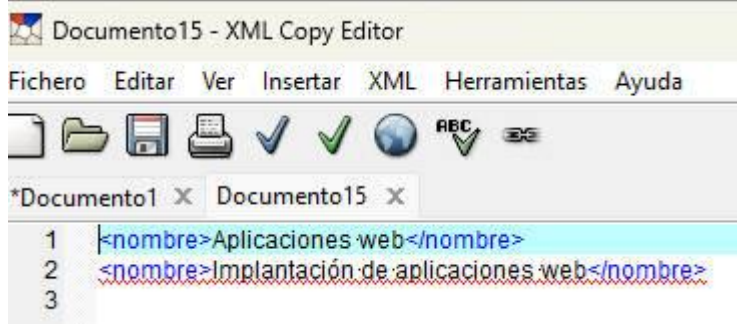 Documento15 - XML Copy Editor
Fichero Editar Ver Insertar XML Herramientas Ayuda
ABC
*Documento1 X Documento15 X
1 <nombre>Aplicaciones·web</nombre>
2 <nombre>Implantación·de·aplicaciones·web</nombre>
3